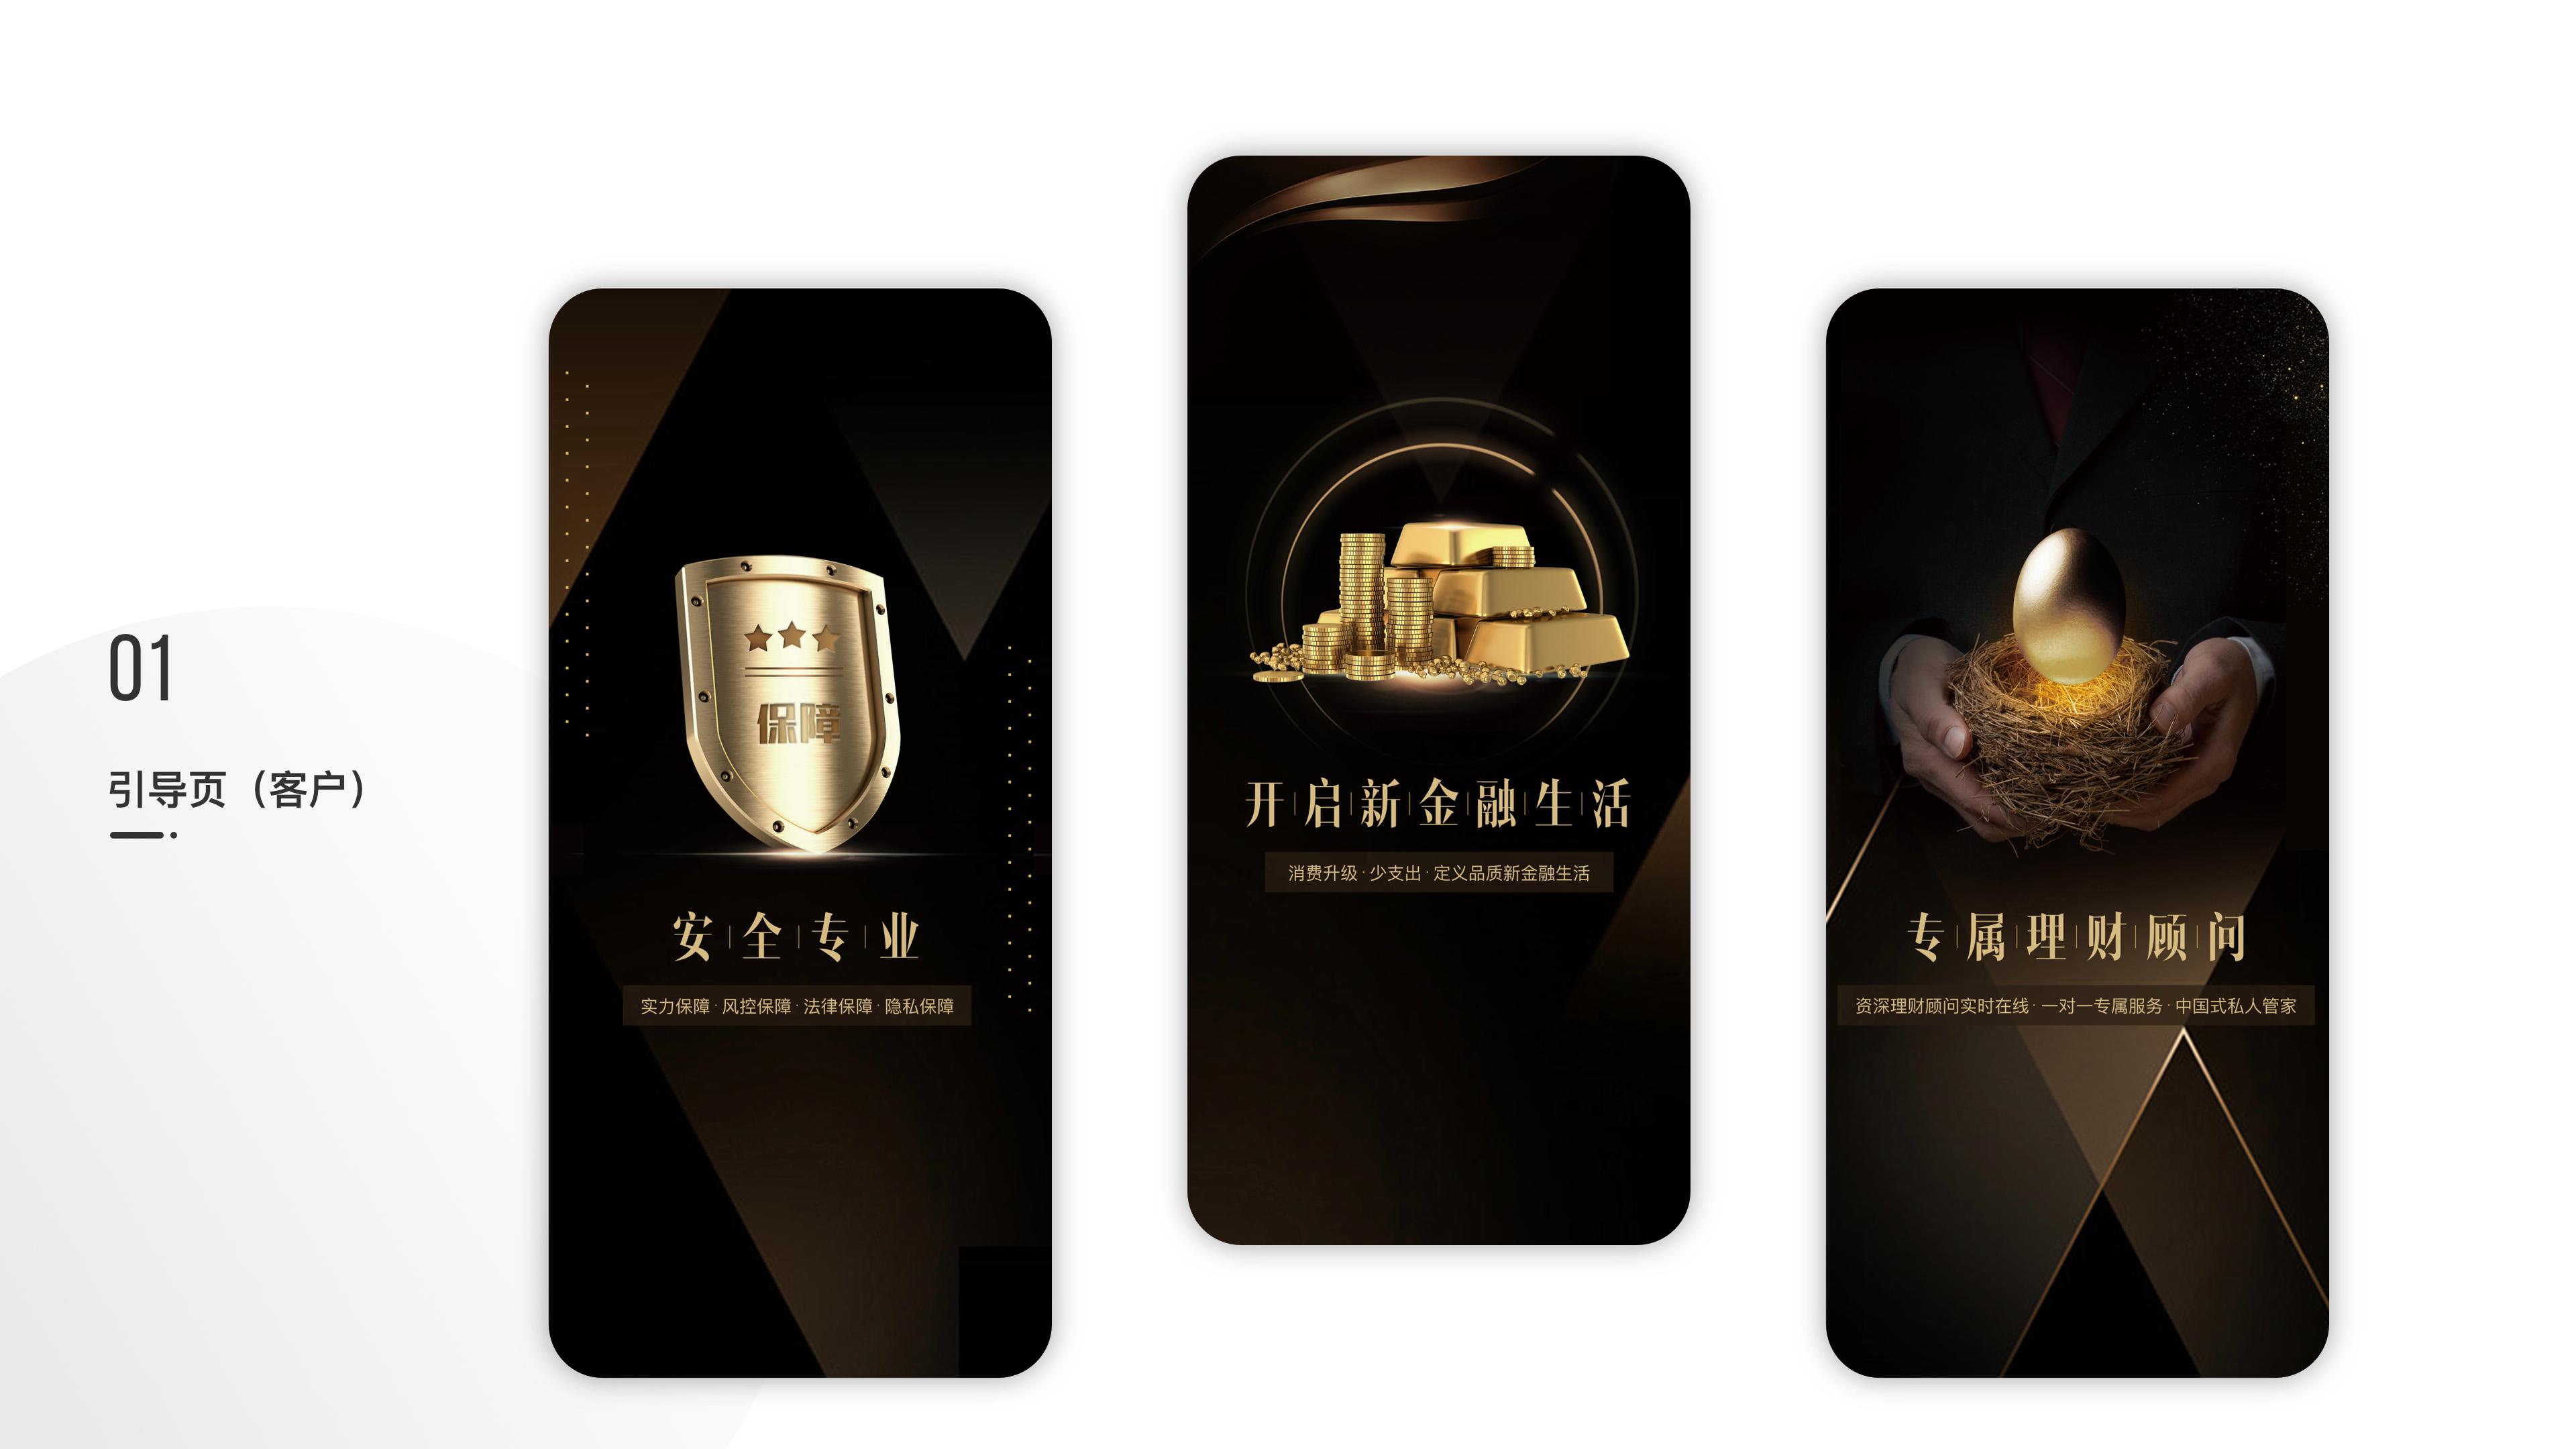 01
引导页（客户）
保障
安全专业
实力保障·风控保障·法律保障·隐私保障
开启新金融生活
消费升级·少支出·定义品质新金融生活
专属理财顾问
资深理财顾问实时在线·一对一专属服务·中国式私人管家